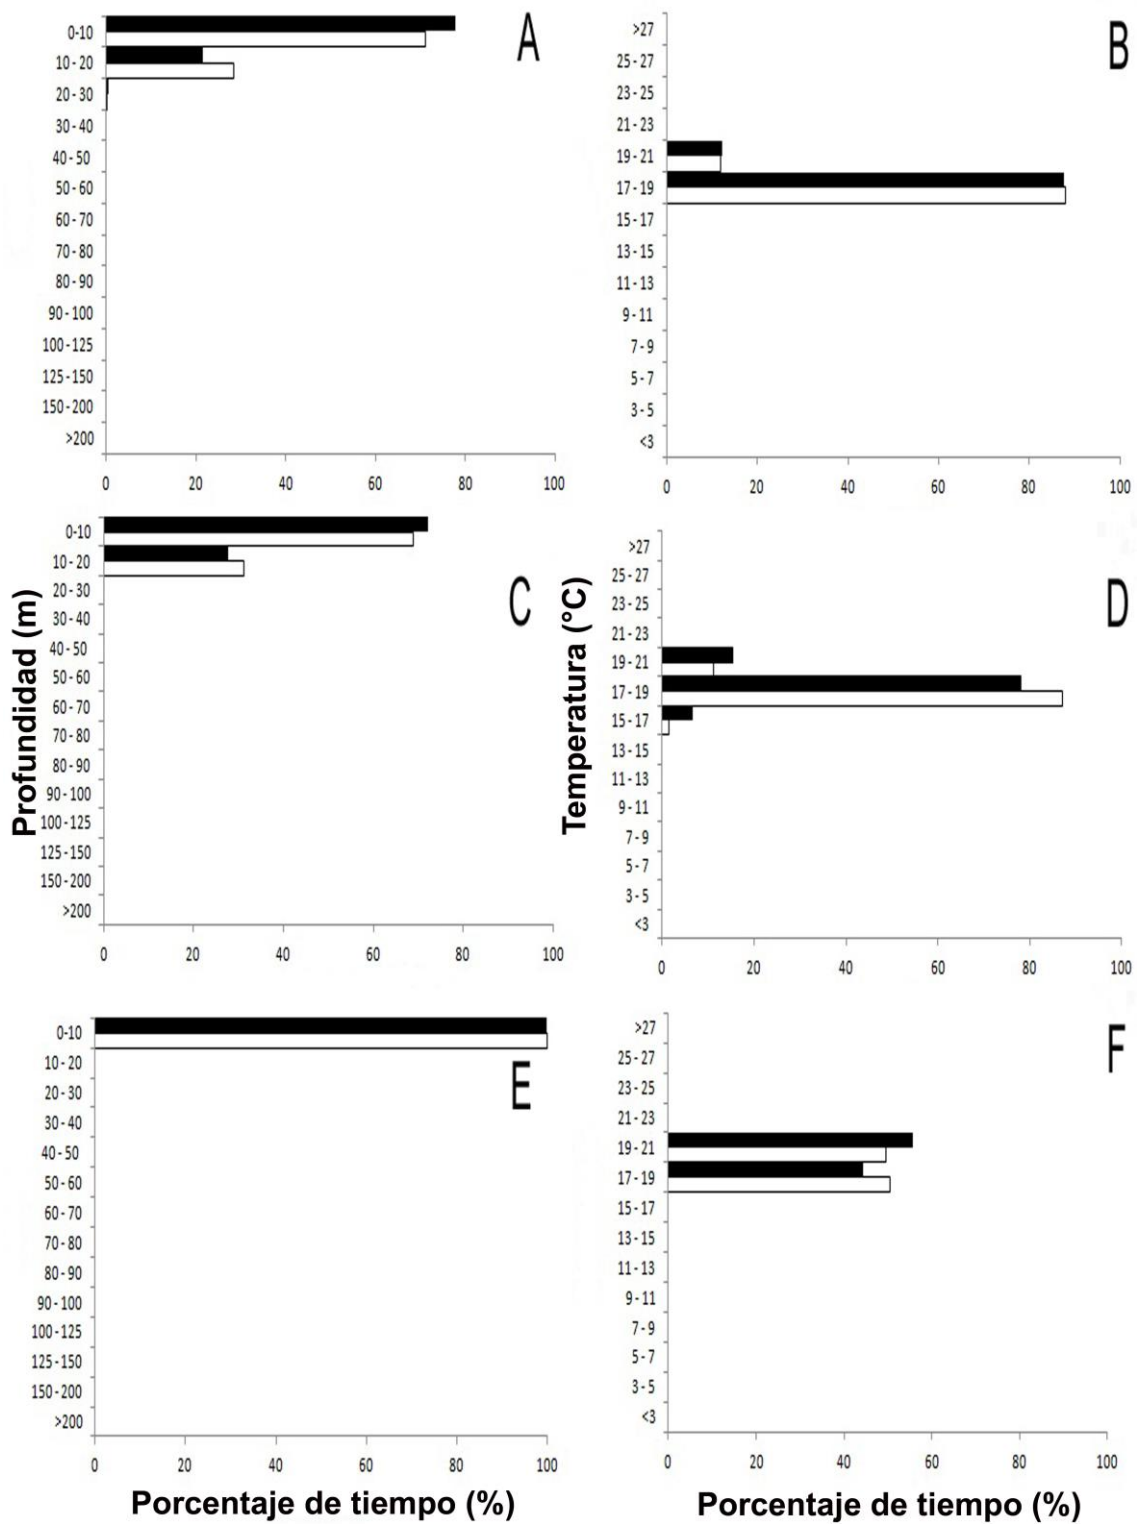 A
0-10
10 - 20
20 - 30
30 - 40
40 - 50
50 - 60
60 - 70
70 - 80
80 - 90
90 - 100
100 - 125
125 - 150
150 - 200
>200
0 20 40 60 80 100
B
>27
25 - 27
23 - 25
21 - 23
19 - 21
17 - 19
15 - 17
13 - 15
11 - 13
9 - 11
7 - 9
5 - 7
3 - 5
<3
0 20 40 60 80 100
Profundidad (m)
C
0-10
10 - 20
20 - 30
30 - 40
40 - 50
50 - 60
60 - 70
70 - 80
80 - 90
90 - 100
100 - 125
125 - 150
150 - 200
>200
0 20 40 60 80 100
Temperatura (°C)
D
>27
25 - 27
23 - 25
21 - 23
19 - 21
17 - 19
15 - 17
13 - 15
11 - 13
9 - 11
7 - 9
5 - 7
3 - 5
<3
0 20 40 60 80 100
E
0-10
10 - 20
20 - 30
30 - 40
40 - 50
50 - 60
60 - 70
70 - 80
80 - 90
90 - 100
100 - 125
125 - 150
150 - 200
>200
0 20 40 60 80 100
Porcentaje de tiempo (%)
F
>27
25 - 27
23 - 25
21 - 23
19 - 21
17 - 19
15 - 17
13 - 15
11 - 13
9 - 11
7 - 9
5 - 7
3 - 5
<3
0 20 40 60 80 100
Porcentaje de tiempo (%)